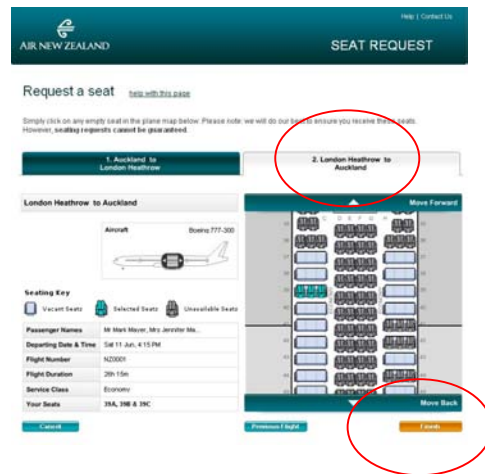 Help | Contact Us
AIR NEW ZEALAND
SEAT REQUEST
Request a seat help with this page
Simply click on any empty seat in the plane map below. Please note: we will do our best to ensure you receive these seats.
However, seating requests cannot be guaranteed.
1. Auckland to
London Heathrow
2. London Heathrow to
Auckland
London Heathrow to Auckland
Move Forward
Aircraft Boeing 777-300
C D E F G H
Seating Key
Vacant Seats Selected Seats Unavailable Seats
Passenger Names Mr Mark Mayer, Mrs Jennifer Ma...
Departing Date & Time Sat 11 Jun, 4:15 PM
Flight Number NZ0001
Flight Duration 26h 15m
Service Class Economy
Your Seats 39A, 39B & 39C
Move Back
Cancel
Previous Flight
Finish